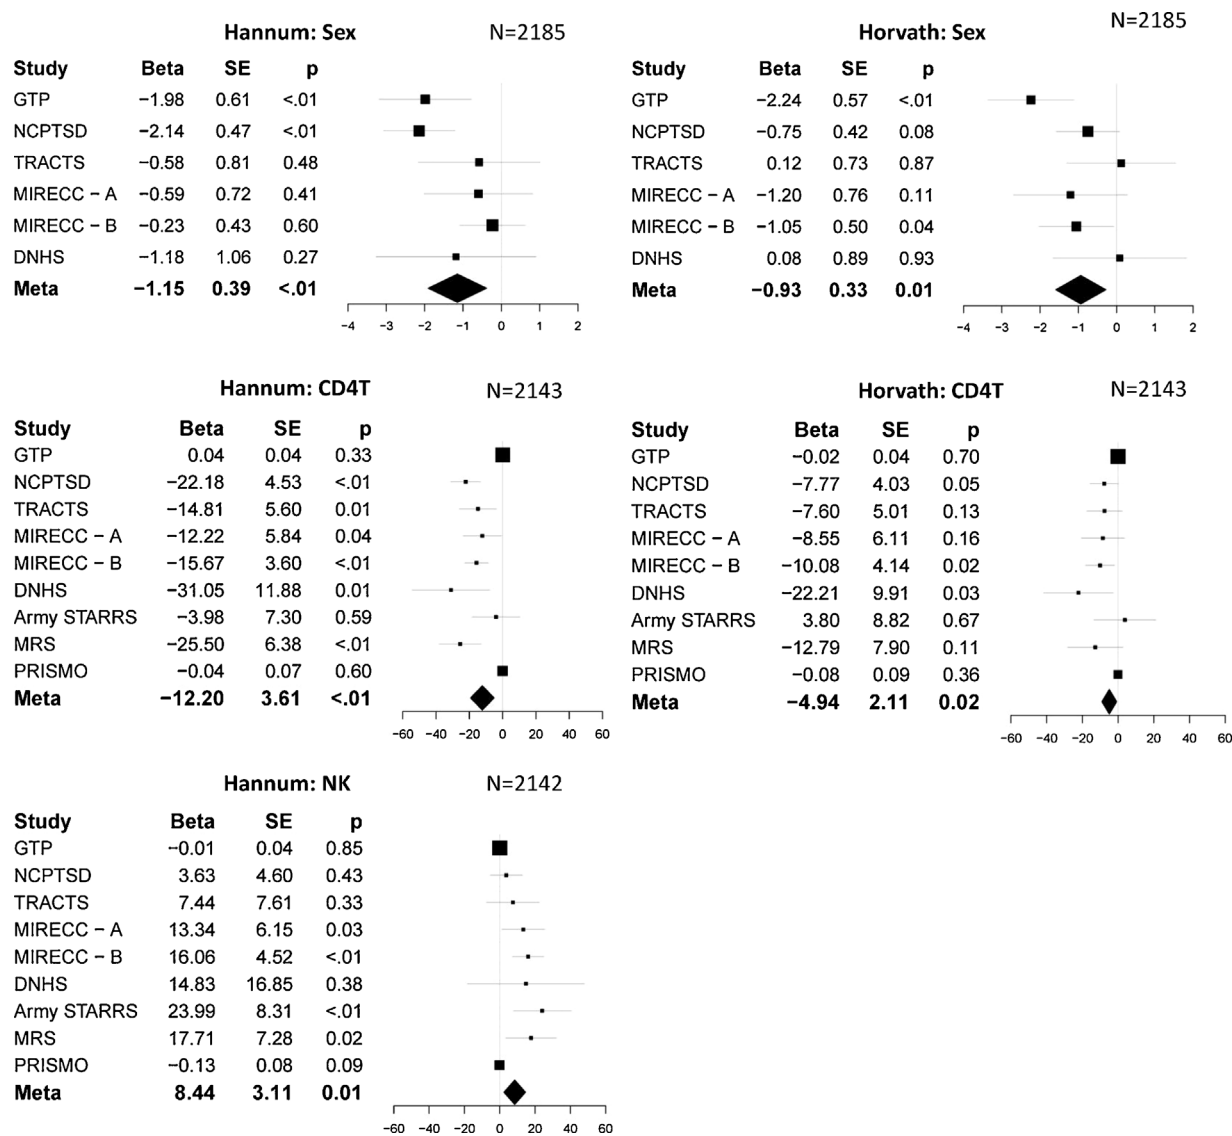 Hannum: Sex N=2185
Study Beta SE p
GTP −1.98 0.61 <.01
NCPTSD −2.14 0.47 <.01
TRACTS −0.58 0.81 0.48
MIRECC − A −0.59 0.72 0.41
MIRECC − B −0.23 0.43 0.60
DNHS −1.18 1.06 0.27
Meta −1.15 0.39 <.01
−4 −3 −2 −1 0 1 2
Horvath: Sex N=2185
Study Beta SE p
GTP −2.24 0.57 <.01
NCPTSD −0.75 0.42 0.08
TRACTS 0.12 0.73 0.87
MIRECC − A −1.20 0.76 0.11
MIRECC − B −1.05 0.50 0.04
DNHS 0.08 0.89 0.93
Meta −0.93 0.33 0.01
−4 −3 −2 −1 0 1 2
Hannum: CD4T N=2143
Study Beta SE p
GTP 0.04 0.04 0.33
NCPTSD −22.18 4.53 <.01
TRACTS −14.81 5.60 0.01
MIRECC − A −12.22 5.84 0.04
MIRECC − B −15.67 3.60 <.01
DNHS −31.05 11.88 0.01
Army STARRS −3.98 7.30 0.59
MRS −25.50 6.38 <.01
PRISMO −0.04 0.07 0.60
Meta −12.20 3.61 <.01
−60 −40 −20 0 20 40 60
Horvath: CD4T N=2143
Study Beta SE p
GTP −0.02 0.04 0.70
NCPTSD −7.77 4.03 0.05
TRACTS −7.60 5.01 0.13
MIRECC − A −8.55 6.11 0.16
MIRECC − B −10.08 4.14 0.02
DNHS −22.21 9.91 0.03
Army STARRS 3.80 8.82 0.67
MRS −12.79 7.90 0.11
PRISMO −0.08 0.09 0.36
Meta −4.94 2.11 0.02
−60 −40 −20 0 20 40 60
Hannum: NK N=2142
Study Beta SE p
GTP −0.01 0.04 0.85
NCPTSD 3.63 4.60 0.43
TRACTS 7.44 7.61 0.33
MIRECC − A 13.34 6.15 0.03
MIRECC − B 16.06 4.52 <.01
DNHS 14.83 16.85 0.38
Army STARRS 23.99 8.31 <.01
MRS 17.71 7.28 0.02
PRISMO −0.13 0.08 0.09
Meta 8.44 3.11 0.01
−60 −40 −20 0 20 40 60